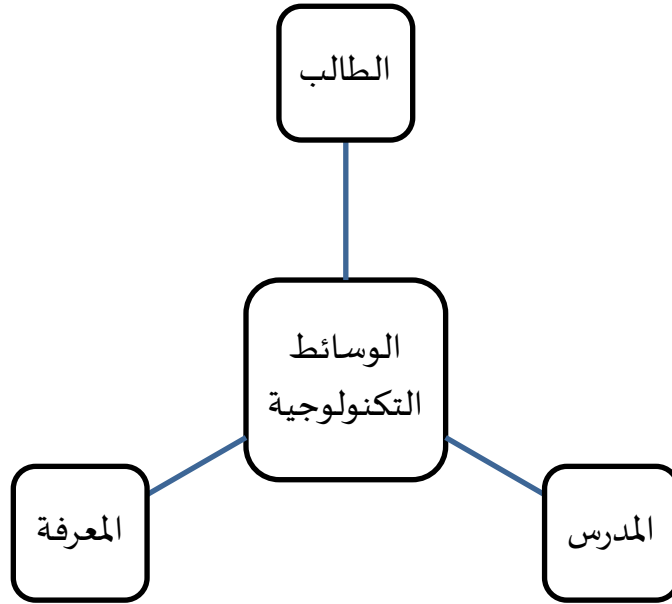 الطالب
الوسائط
التكنولوجية
المدرس
المعرفة